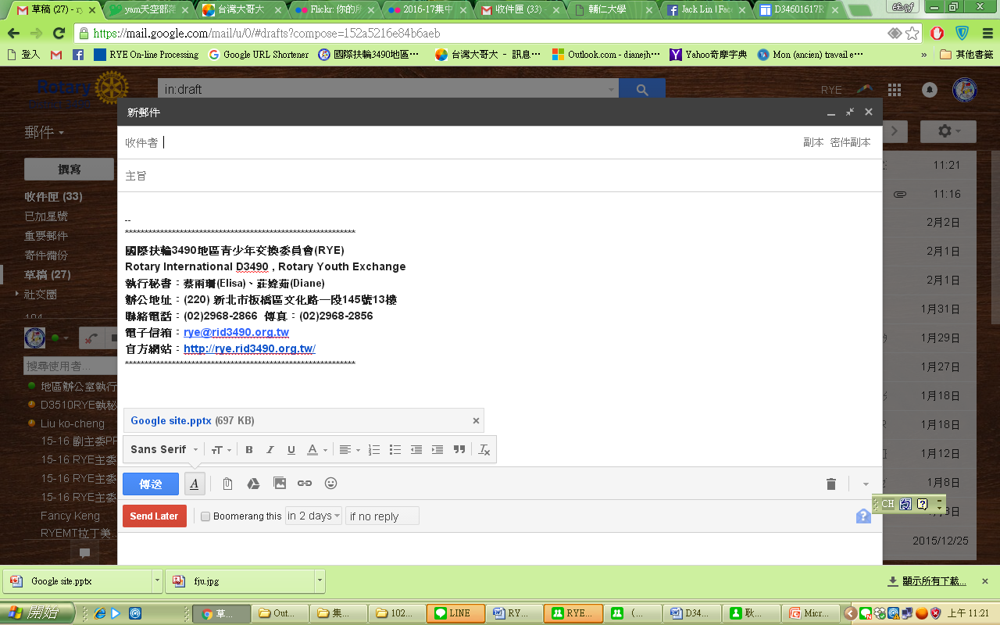 草稿 (27) - ry
yam天空部落
台灣大哥大
Flickr: 你的所
2016-17集中
收件匣 (33) -
輔仁大學
Jack Lin | Fac
D34601617R
https://mail.google.com/mail/u/0/#drafts?compose=152a5216e84b6aeb
登入
RYE On-line Processing
Google URL Shortener
國際扶輪3490地區…
台灣大哥大 － 訊息…
Outlook.com - dianejh…
Yahoo奇摩字典
Mon (ancien) travail e…
»
其他書籤
Rotary
in:draft
RYE
郵件
新郵件
收件者
副本 密件副本
主旨
撰寫
收件匣 (33)
已加星號
重要郵件
寄件備份
草稿 (27)
社交圈
搜尋使用者...
地區辦公室執行
D3510RYE執秘
Liu ko-cheng
15-16 副主委PP
15-16 RYE主委
15-16 RYE主委
15-16 RYE主委
Fancy Keng
RYEMT拉丁美...
--
國際扶輪3490地區青少年交換委員會(RYE)
Rotary International D3490 , Rotary Youth Exchange
執行秘書：蔡雨珊(Elisa)、莊媁茹(Diane)
辦公地址：(220) 新北市板橋區文化路一段145號13樓
聯絡電話：(02)2968-2866 傳真：(02)2968-2856
電子信箱：rye@rid3490.org.tw
官方網站：http://rye.rid3490.org.tw/
Google site.pptx (697 KB)
Sans Serif
傳送
Send Later
Boomerang this
in 2 days
if no reply
11:21
11:16
2月2日
2月1日
2月1日
1月31日
1月29日
1月27日
1月18日
1月18日
1月12日
1月8日
2015/12/25
CH
Google site.pptx
fju.jpg
顯示所有下載...
開始
草...
Out...
集...
102...
LINE
RY...
RYE...
D34...
耿...
Micr...
上午 11:21